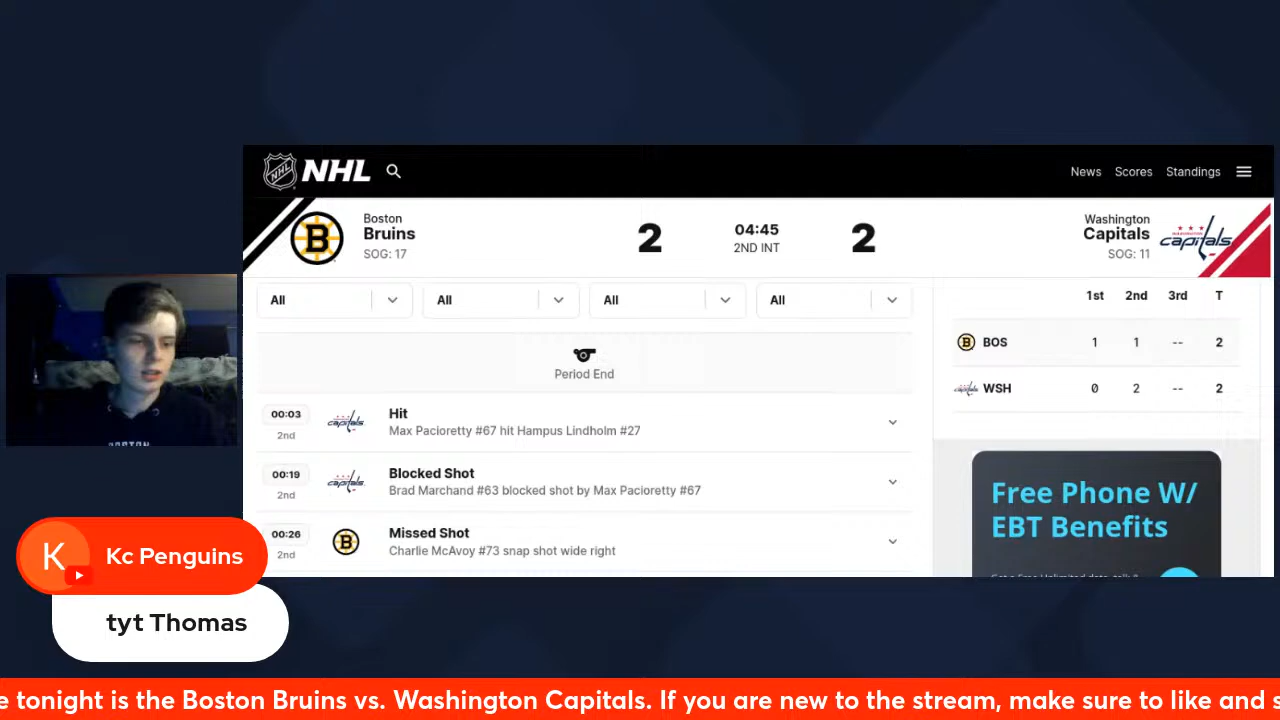 NHL
News Scores Standings
Boston
Bruins
SOG: 17
2
04:45
2ND INT
2
Washington
Capitals
SOG: 11
capitals
All
All
All
All
1st 2nd 3rd T
BOS 1 1 -- 2
WSH 0 2 -- 2
Period End
00:03
2nd
Hit
Max Pacioretty #67 hit Hampus Lindholm #27
00:19
2nd
Blocked Shot
Brad Marchand #63 blocked shot by Max Pacioretty #67
00:26
2nd
Missed Shot
Charlie McAvoy #73 snap shot wide right
Free Phone W/
EBT Benefits
K
Kc Penguins
tyt Thomas
e tonight is the Boston Bruins vs. Washington Capitals. If you are new to the stream, make sure to like and s